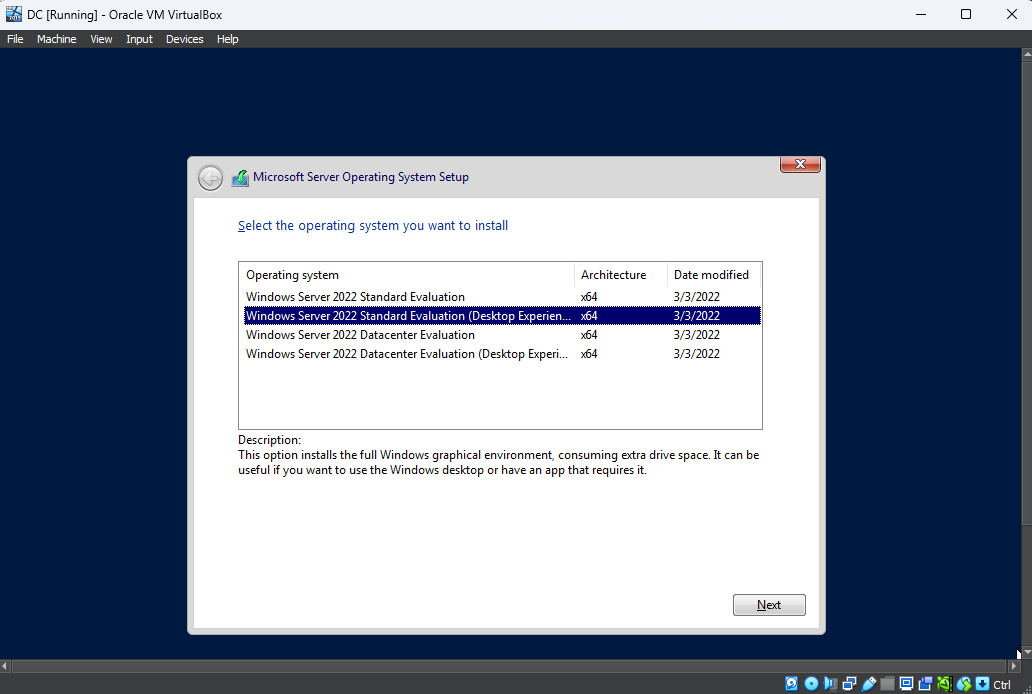 DC [Running] - Oracle VM VirtualBox
File Machine View Input Devices Help
Microsoft Server Operating System Setup
Select the operating system you want to install
Operating system Architecture Date modified
Windows Server 2022 Standard Evaluation x64 3/3/2022
Windows Server 2022 Standard Evaluation (Desktop Experien... x64 3/3/2022
Windows Server 2022 Datacenter Evaluation x64 3/3/2022
Windows Server 2022 Datacenter Evaluation (Desktop Experi... x64 3/3/2022
Description:
This option installs the full Windows graphical environment, consuming extra drive space. It can be
useful if you want to use the Windows desktop or have an app that requires it.
Next
Ctrl